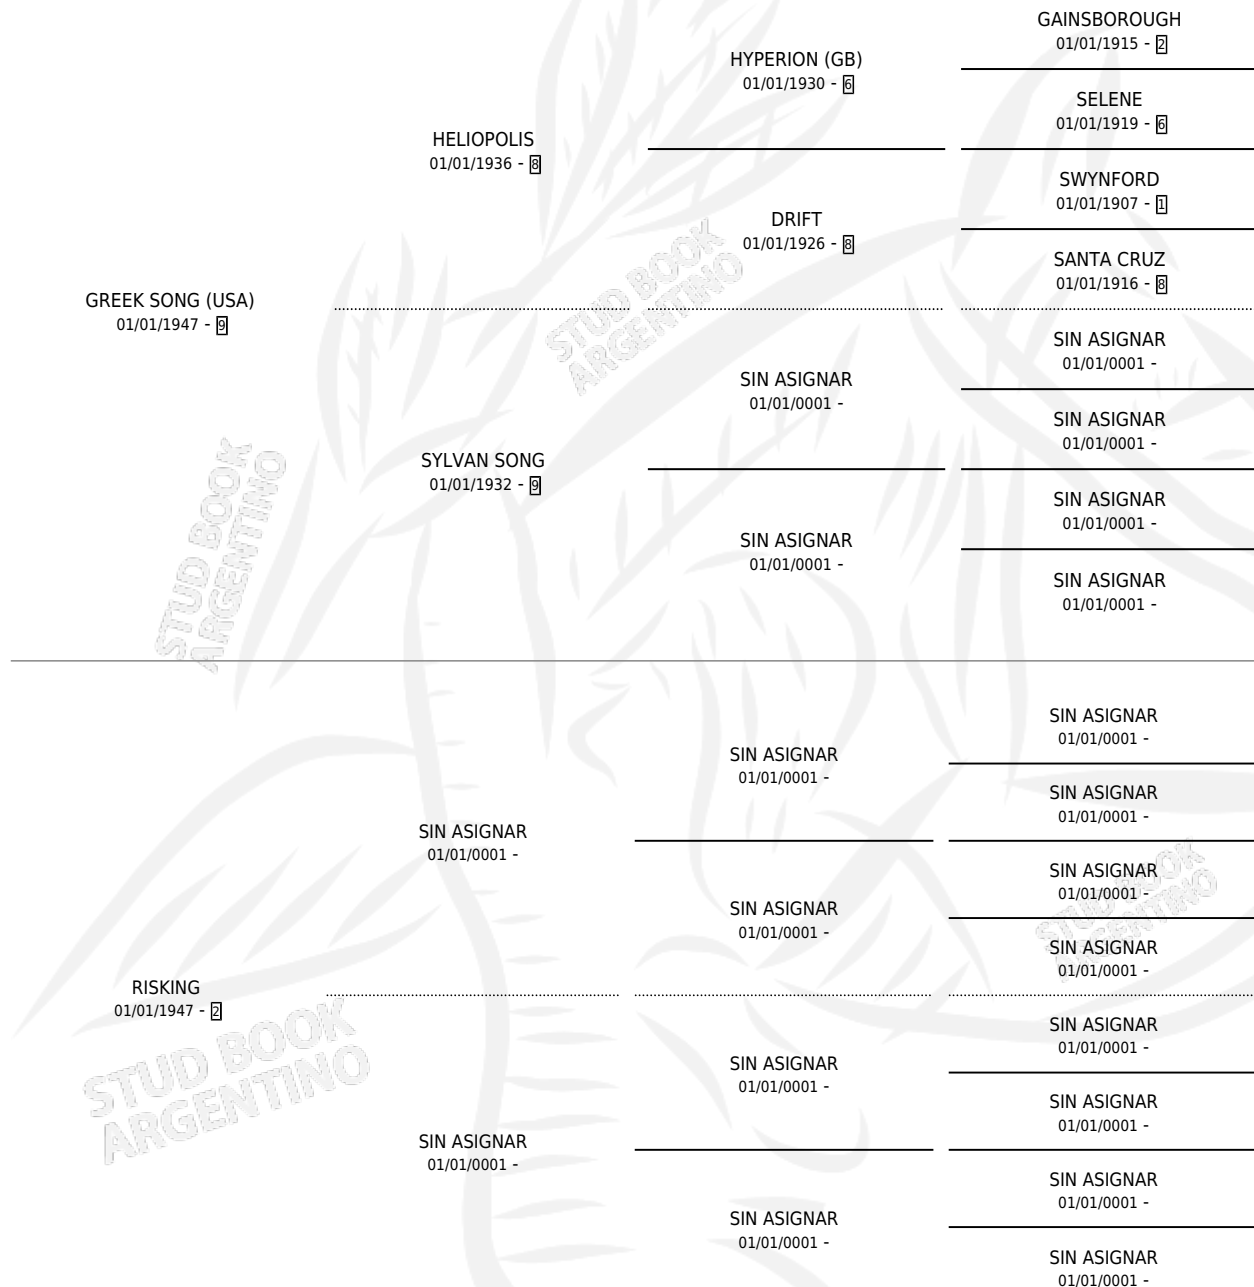 GAINSBOROUGH
01/01/1915 - 2
HYPERION (GB)
01/01/1930 - 6
SELENE
01/01/1919 - 6
HELIOPOLIS
01/01/1936 - 8
SWYNFORD
01/01/1907 - 1
DRIFT
01/01/1926 - 8
SANTA CRUZ
01/01/1916 - 8
GREEK SONG (USA)
01/01/1947 - 9
SIN ASIGNAR
01/01/0001 -
SIN ASIGNAR
01/01/0001 -
SIN ASIGNAR
01/01/0001 -
SYLVAN SONG
01/01/1932 - 9
SIN ASIGNAR
01/01/0001 -
SIN ASIGNAR
01/01/0001 -
SIN ASIGNAR
01/01/0001 -
SIN ASIGNAR
01/01/0001 -
SIN ASIGNAR
01/01/0001 -
SIN ASIGNAR
01/01/0001 -
SIN ASIGNAR
01/01/0001 -
SIN ASIGNAR
01/01/0001 -
SIN ASIGNAR
01/01/0001 -
SIN ASIGNAR
01/01/0001 -
RISKING
01/01/1947 - 2
SIN ASIGNAR
01/01/0001 -
SIN ASIGNAR
01/01/0001 -
SIN ASIGNAR
01/01/0001 -
SIN ASIGNAR
01/01/0001 -
SIN ASIGNAR
01/01/0001 -
SIN ASIGNAR
01/01/0001 -
SIN ASIGNAR
01/01/0001 -
STUD BOOK
ARGENTINO
STUD BOOK
ARGENTINO
STUD BOOK
ARGENTINO
STUD BOOK
ARGENTINO